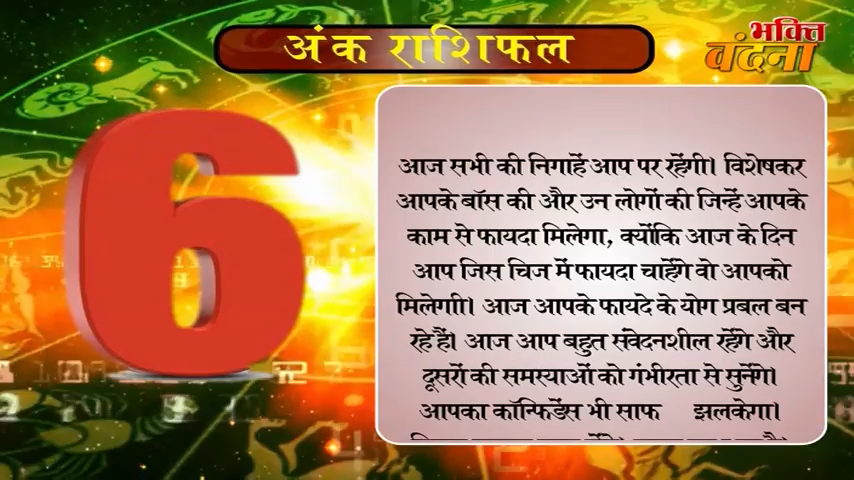 अंक राशिफल
भक्ति
वंदना
6
आज सभी की निगाहें आप पर रहेंगी। विशेषकर
आपके बॉस की और उन लोगों की जिन्हें आपके
काम से फायदा मिलेगा, क्योंकि आज के दिन
आप जिस चिज में फायदा चाहेंगे वो आपको
मिलेगीी। आज आपके फायदे के योग प्रबल बन
रहे हैं। आज आप बहुत संवेदनशील रहेंगे और
दूसरों की समस्याओं को गंभीरता से सुनेंगे।
आपका कॉन्फिडेंस भी साफ झलकेगा।